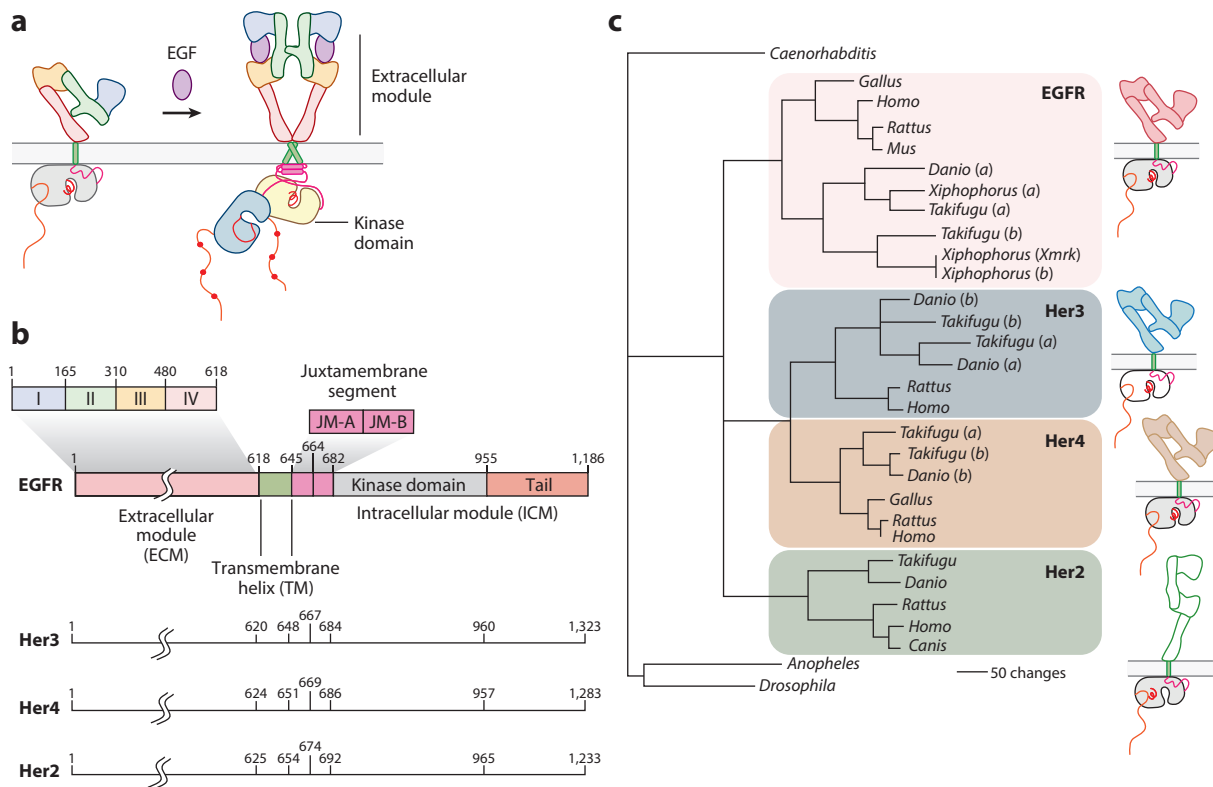 a
EGF
Extracellular
module
Kinase
domain
b
1 165 310 480 618
I II III IV
Juxtamembrane
segment
JM-A JM-B
664
1 618 645 682 955 1,186
EGFR
Kinase domain
Tail
Extracellular
module
(ECM)
Intracellular module (ICM)
Transmembrane
helix (TM)
667
1 620 648 684 960 1,323
Her3
669
1 624 651 686 957 1,283
Her4
674
1 625 654 692 965 1,233
Her2
c
Caenorhabditis
EGFR
Gallus
Homo
Rattus
Mus
Danio (a)
Xiphophorus (a)
Takifugu (a)
Takifugu (b)
Xiphophorus (Xmrk)
Xiphophorus (b)
Her3
Danio (b)
Takifugu (b)
Takifugu (a)
Danio (a)
Rattus
Homo
Her4
Takifugu (a)
Takifugu (b)
Danio (b)
Gallus
Rattus
Homo
Her2
Takifugu
Danio
Rattus
Homo
Canis
Anopheles
50 changes
Drosophila